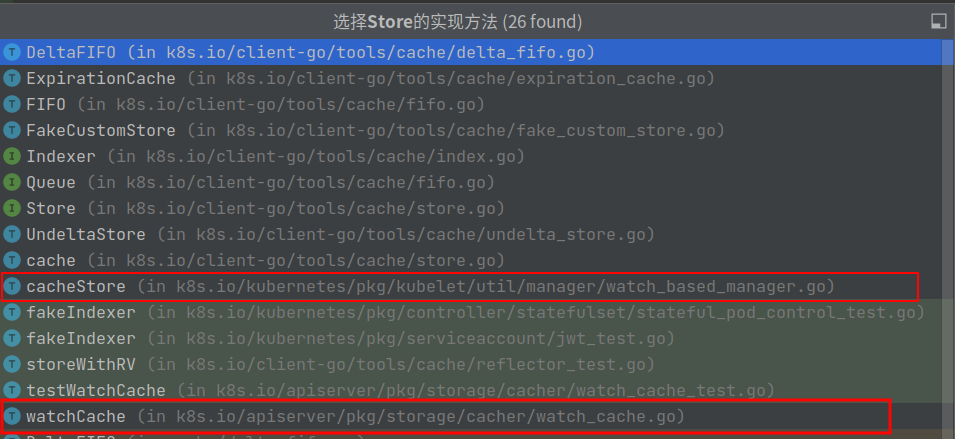 选择Store的实现方法 (26 found)
T DeltaFIFO (in k8s.io/client-go/tools/cache/delta_fifo.go)
T ExpirationCache (in k8s.io/client-go/tools/cache/expiration_cache.go)
T FIFO (in k8s.io/client-go/tools/cache/fifo.go)
T FakeCustomStore (in k8s.io/client-go/tools/cache/fake_custom_store.go)
I Indexer (in k8s.io/client-go/tools/cache/index.go)
I Queue (in k8s.io/client-go/tools/cache/fifo.go)
I Store (in k8s.io/client-go/tools/cache/store.go)
T UndeltaStore (in k8s.io/client-go/tools/cache/undelta_store.go)
T cache (in k8s.io/client-go/tools/cache/store.go)
T cacheStore (in k8s.io/kubernetes/pkg/kubelet/util/manager/watch_based_manager.go)
T fakeIndexer (in k8s.io/kubernetes/pkg/controller/statefulset/stateful_pod_control_test.go)
T fakeIndexer (in k8s.io/kubernetes/pkg/serviceaccount/jwt_test.go)
T storeWithRV (in k8s.io/client-go/tools/cache/reflector_test.go)
T testWatchCache (in k8s.io/apiserver/pkg/storage/cacher/watch_cache_test.go)
T watchCache (in k8s.io/apiserver/pkg/storage/cacher/watch_cache.go)